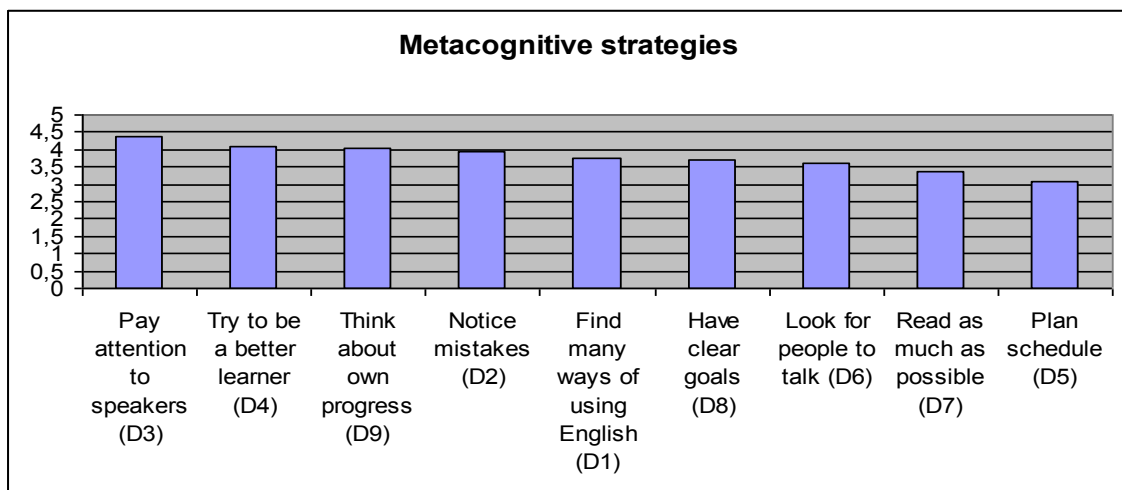 Metacognitive strategies
5
4,5
4
3,5
3
2,5
2
1,5
1
0,5
0
Pay
attention
to
speakers
(D3)
Try to be
a better
learner
(D4)
Think
about
own
progress
(D9)
Notice
mistakes
(D2)
Find
many
ways of
using
English
(D1)
Have
clear
goals
(D8)
Look for
people to
talk (D6)
Read as
much as
possible
(D7)
Plan
schedule
(D5)